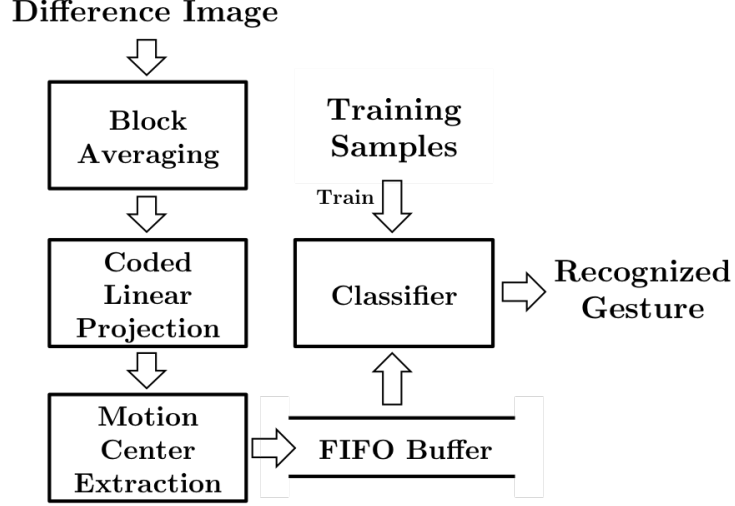 Difference Image
Block
Averaging
Coded
Linear
Projection
Motion
Center
Extraction
FIFO Buffer
Training
Samples
Train
Classifier
Recognized
Gesture